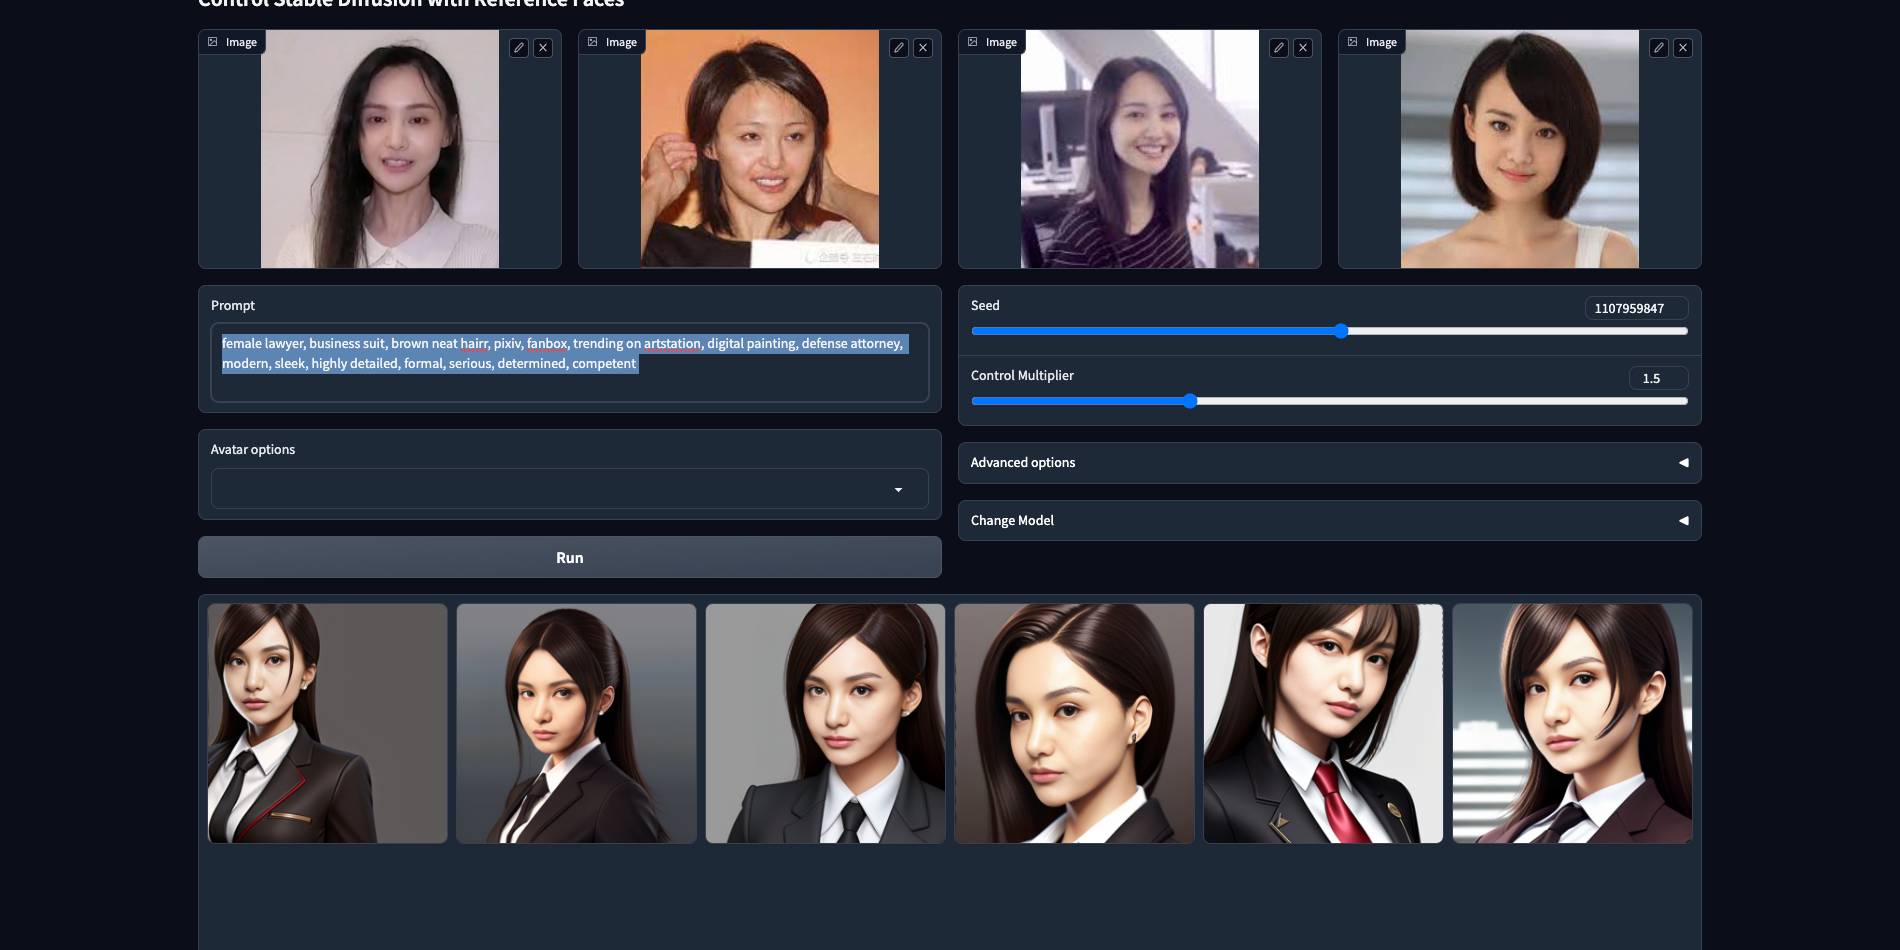 Control Stable Diffusion with Reference Faces
Image
Image
Image
Image
Prompt
female lawyer, business suit, brown neat hairr, pixiv, fanbox, trending on artstation, digital painting, defense attorney,
modern, sleek, highly detailed, formal, serious, determined, competent
Seed
1107959847
Control Multiplier
1.5
Avatar options
Advanced options
Change Model
Run